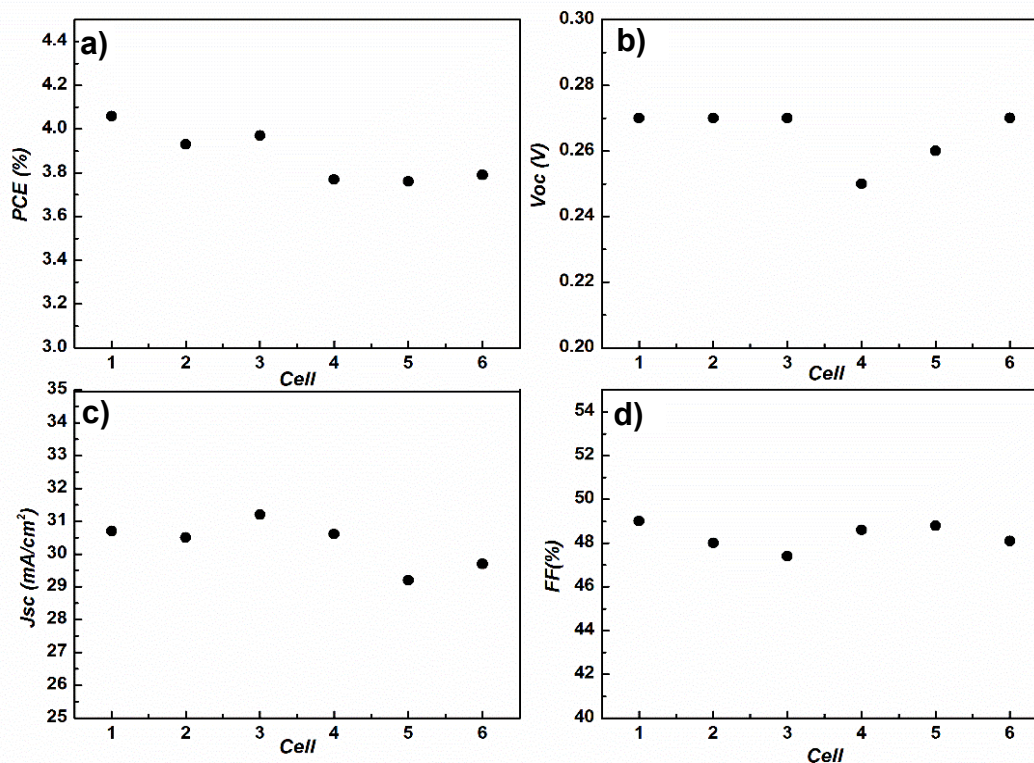 a)
PCE (%)
4.4
4.2
4.0
3.8
3.6
3.4
3.2
3.0
1 2 3 4 5 6
Cell
b)
Voc (V)
0.30
0.28
0.26
0.24
0.22
0.20
1 2 3 4 5 6
Cell
c)
Jsc (mA/cm²)
35
34
33
32
31
30
29
28
27
26
25
1 2 3 4 5 6
Cell
d)
FF(%)
54
52
50
48
46
44
42
40
1 2 3 4 5 6
Cell